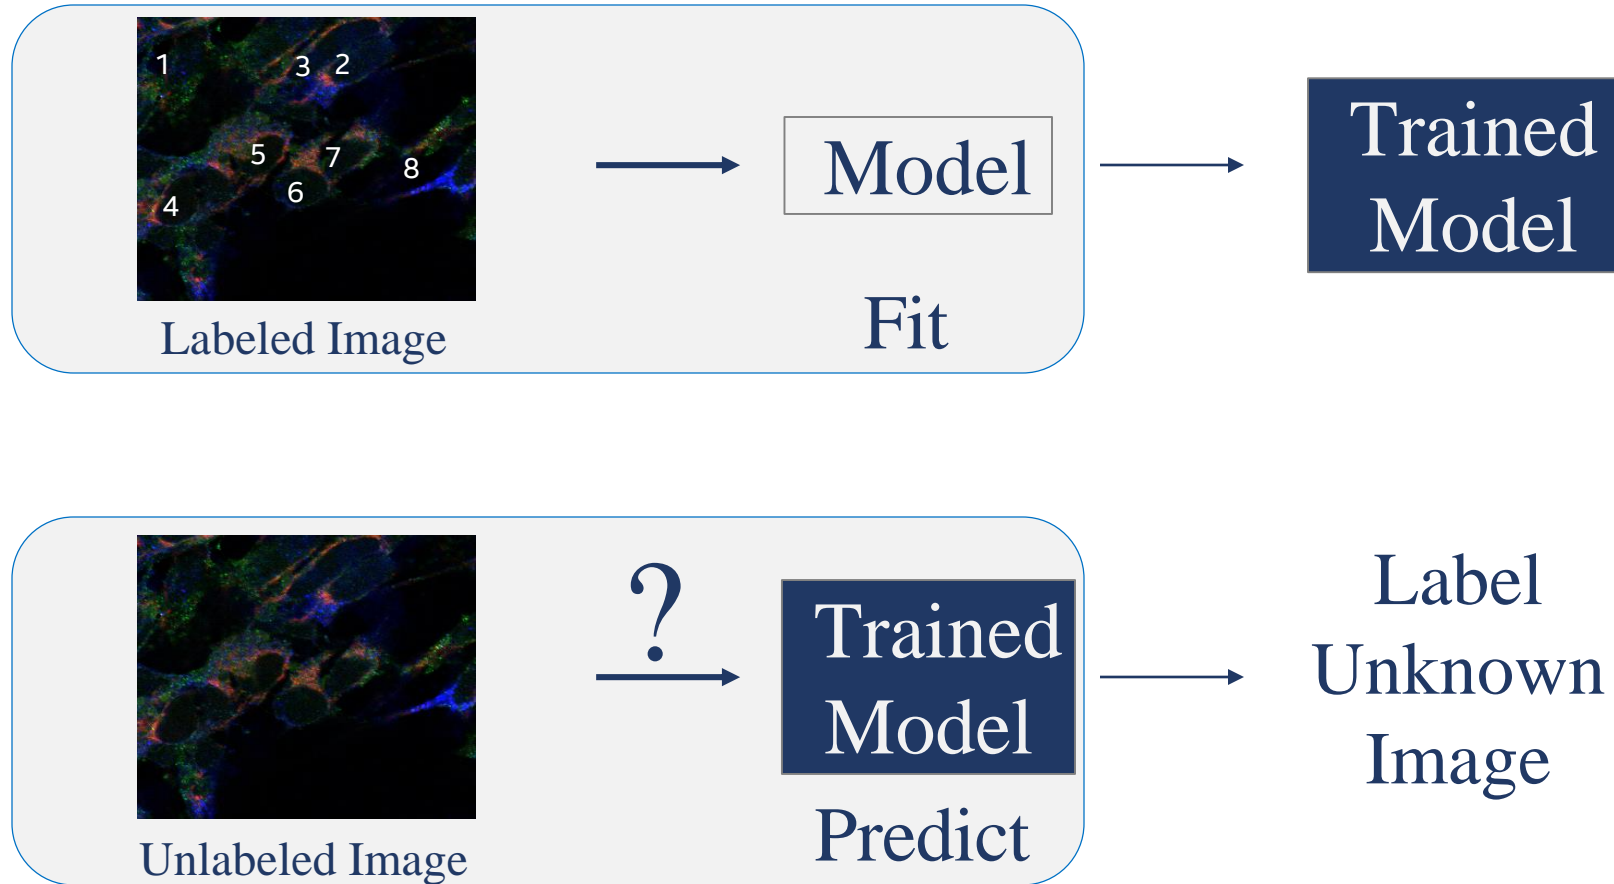 1
3 2
5 7
8
6
4
Labeled Image
Model
Fit
Trained
Model
Unlabeled Image
?
Trained
Model
Predict
Label
Unknown
Image